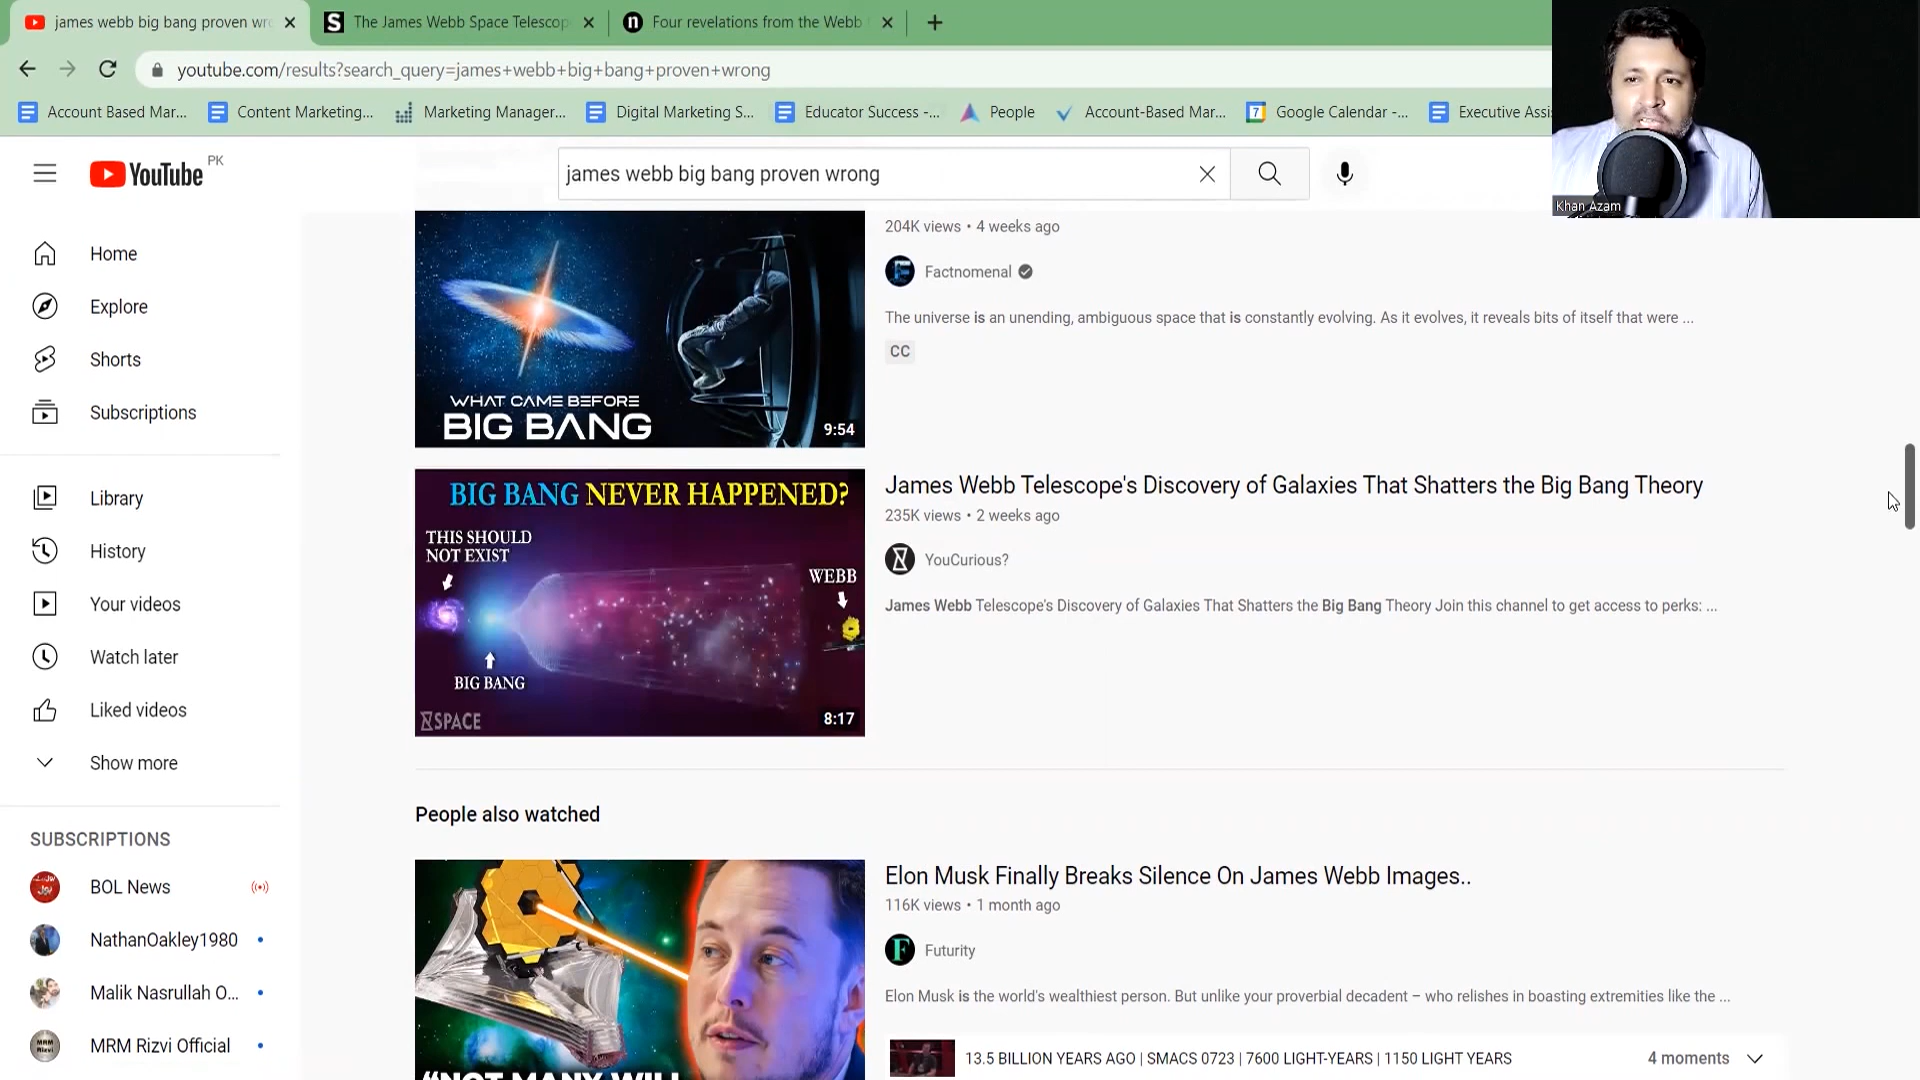 james webb big bang proven wr
The James Webb Space Telescop
Four revelations from the Webb
youtube.com/results?search_query=james+webb+big+bang+proven+wrong
Account Based Mar...
Content Marketing...
Marketing Manager...
Digital Marketing S...
Educator Success -...
People
Account-Based Mar...
Google Calendar -...
Executive Assi
Khan Azam
YouTube PK
james webb big bang proven wrong
Home
Explore
Shorts
Subscriptions
Library
History
Your videos
Watch later
Liked videos
Show more
SUBSCRIPTIONS
BOL News
NathanOakley1980
Malik Nasrullah O...
MRM Rizvi Official
WHAT CAME BEFORE
BIG BANG
9:54
204K views • 4 weeks ago
Factnomenal
The universe is an unending, ambiguous space that is constantly evolving. As it evolves, it reveals bits of itself that were ...
CC
BIG BANG NEVER HAPPENED?
THIS SHOULD
NOT EXIST
WEBB
BIG BANG
SPACE
8:17
James Webb Telescope's Discovery of Galaxies That Shatters the Big Bang Theory
235K views • 2 weeks ago
YouCurious?
James Webb Telescope's Discovery of Galaxies That Shatters the Big Bang Theory Join this channel to get access to perks: ...
People also watched
"NOT MANY WILL
Elon Musk Finally Breaks Silence On James Webb Images..
116K views • 1 month ago
Futurity
Elon Musk is the world's wealthiest person. But unlike your proverbial decadent – who relishes in boasting extremities like the ...
13.5 BILLION YEARS AGO | SMACS 0723 | 7600 LIGHT-YEARS | 1150 LIGHT YEARS
4 moments